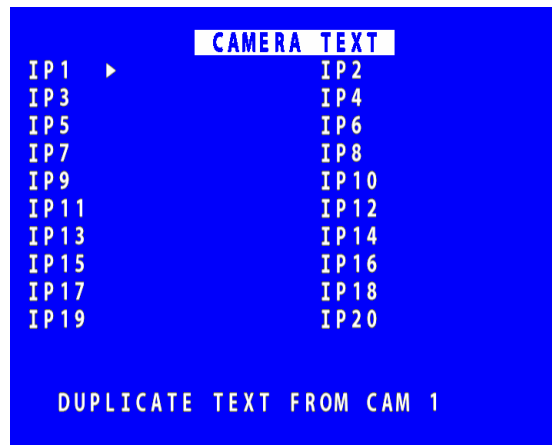 CAMERA TEXT
IP1 ▶ IP2
IP3 IP4
IP5 IP6
IP7 IP8
IP9 IP10
IP11 IP12
IP13 IP14
IP15 IP16
IP17 IP18
IP19 IP20
DUPLICATE TEXT FROM CAM 1